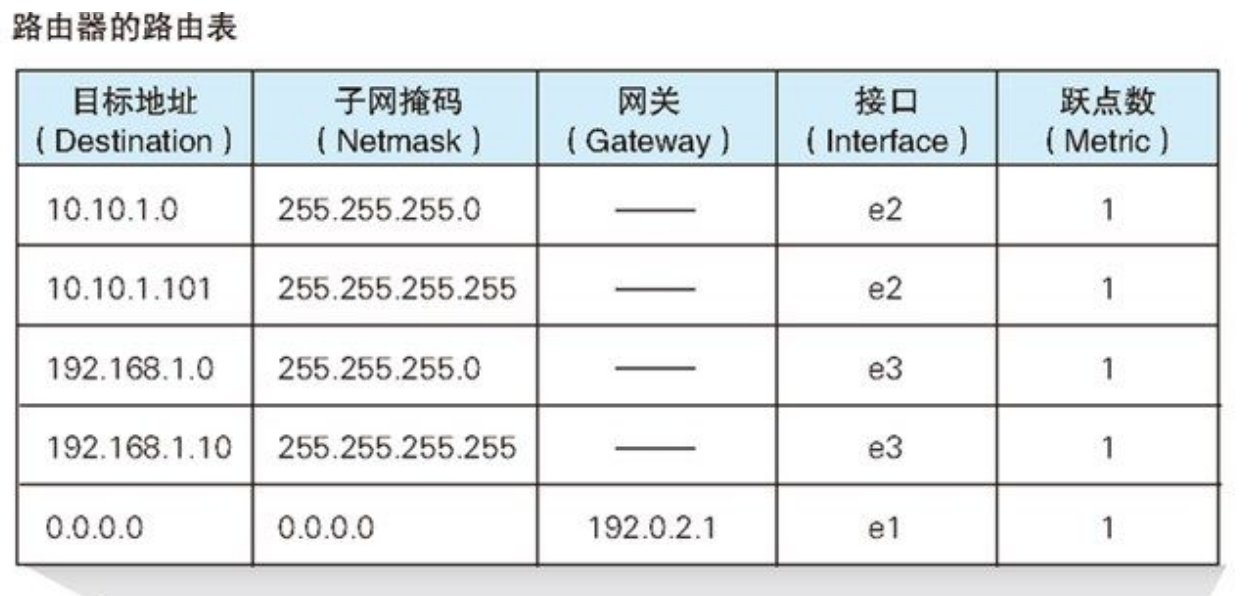 路由器的路由表
目标地址 子网掩码 网关 接口 跃点数
( Destination ) ( Netmask ) ( Gateway ) ( Interface ) ( Metric )
10.10.1.0 255.255.255.0 —— e2 1
10.10.1.101 255.255.255.255 —— e2 1
192.168.1.0 255.255.255.0 —— e3 1
192.168.1.10 255.255.255.255 —— e3 1
0.0.0.0 0.0.0.0 192.0.2.1 e1 1